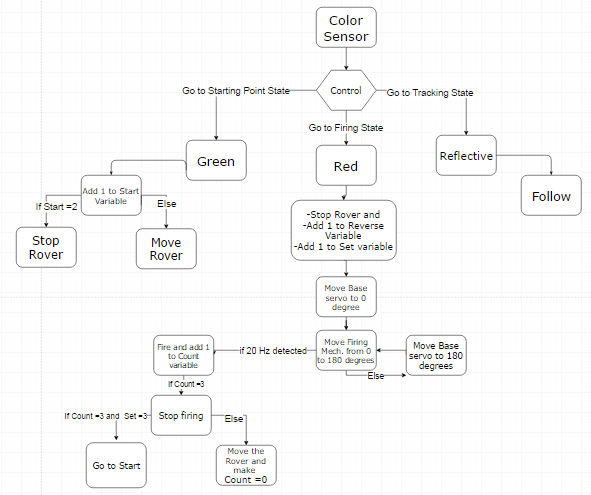 Color
Sensor
Control
Go to Starting Point State
Go to Tracking State
Go to Firing State
Green
Red
Reflective
Follow
Add 1 to Start
Variable
If Start =2
Else
Stop
Rover
Move
Rover
-Stop Rover and
-Add 1 to Reverse
Variable
-Add 1 to Set variable
Move Base
servo to 0
degree
Move Firing
Mech. from 0
to 180 degrees
if 20 Hz detected
Else
Move Base
servo to 180
degrees
Fire and add 1
to Count
variable
If Count =3
Stop firing
If Count =3 and Set =3
Else
Go to Start
Move the
Rover and
make
Count =0